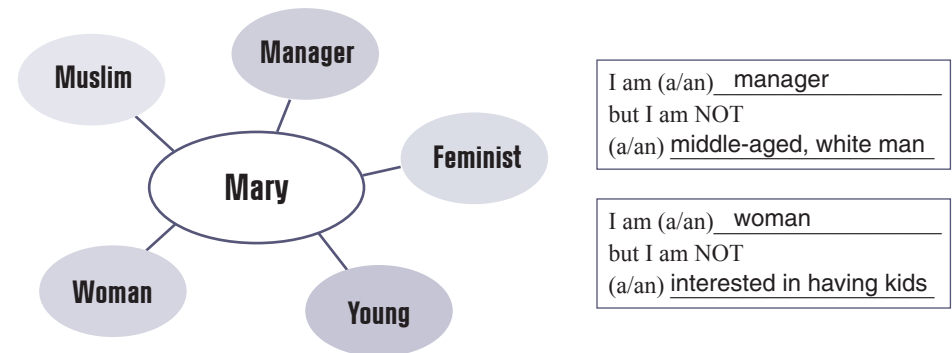 Manager
Muslim
Feminist
Mary
Woman
Young
I am (a/an) manager
but I am NOT
(a/an) middle-aged, white man
I am (a/an) woman
but I am NOT
(a/an) interested in having kids